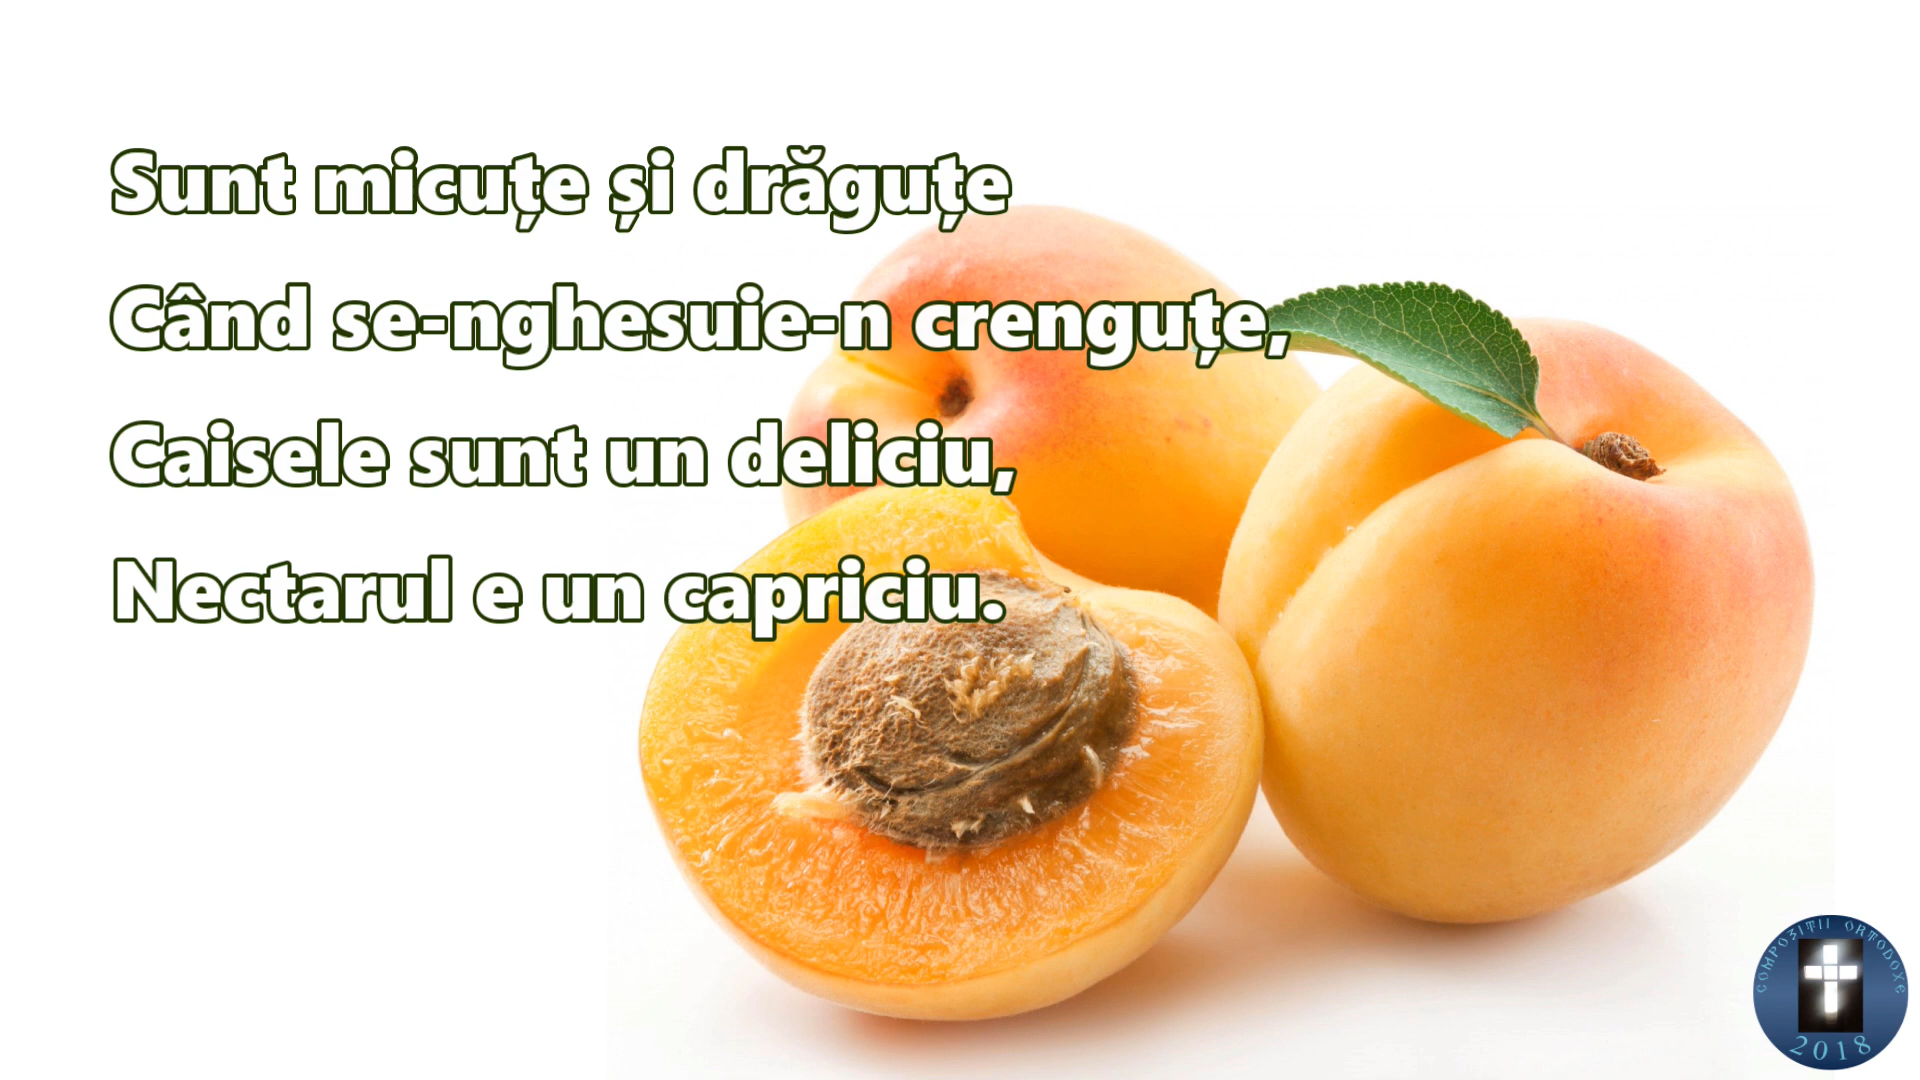 Sunt micuțe și drăguțe
Când se-nghesuie-n crenguțe,
Caisele sunt un deliciu,
Nectarul e un capriciu.
COMPOZIȚII ORTODOXE
2018